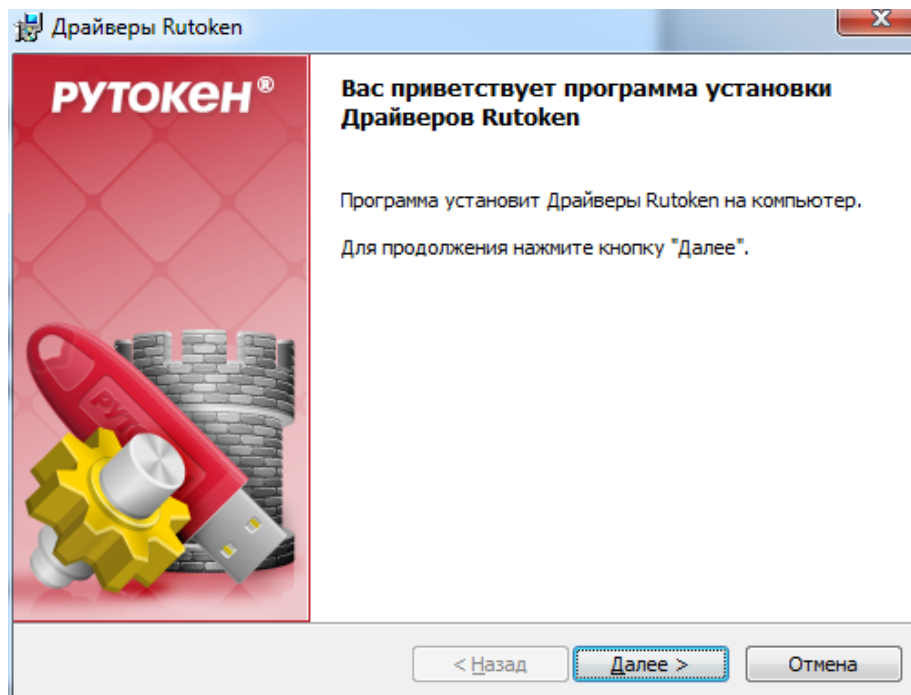 Драйверы Rutoken
РУТОКЕН®
Вас приветствует программа установки
Драйверов Rutoken
Программа установит Драйверы Rutoken на компьютер.
Для продолжения нажмите кнопку "Далее".
< Назад
Далее >
Отмена